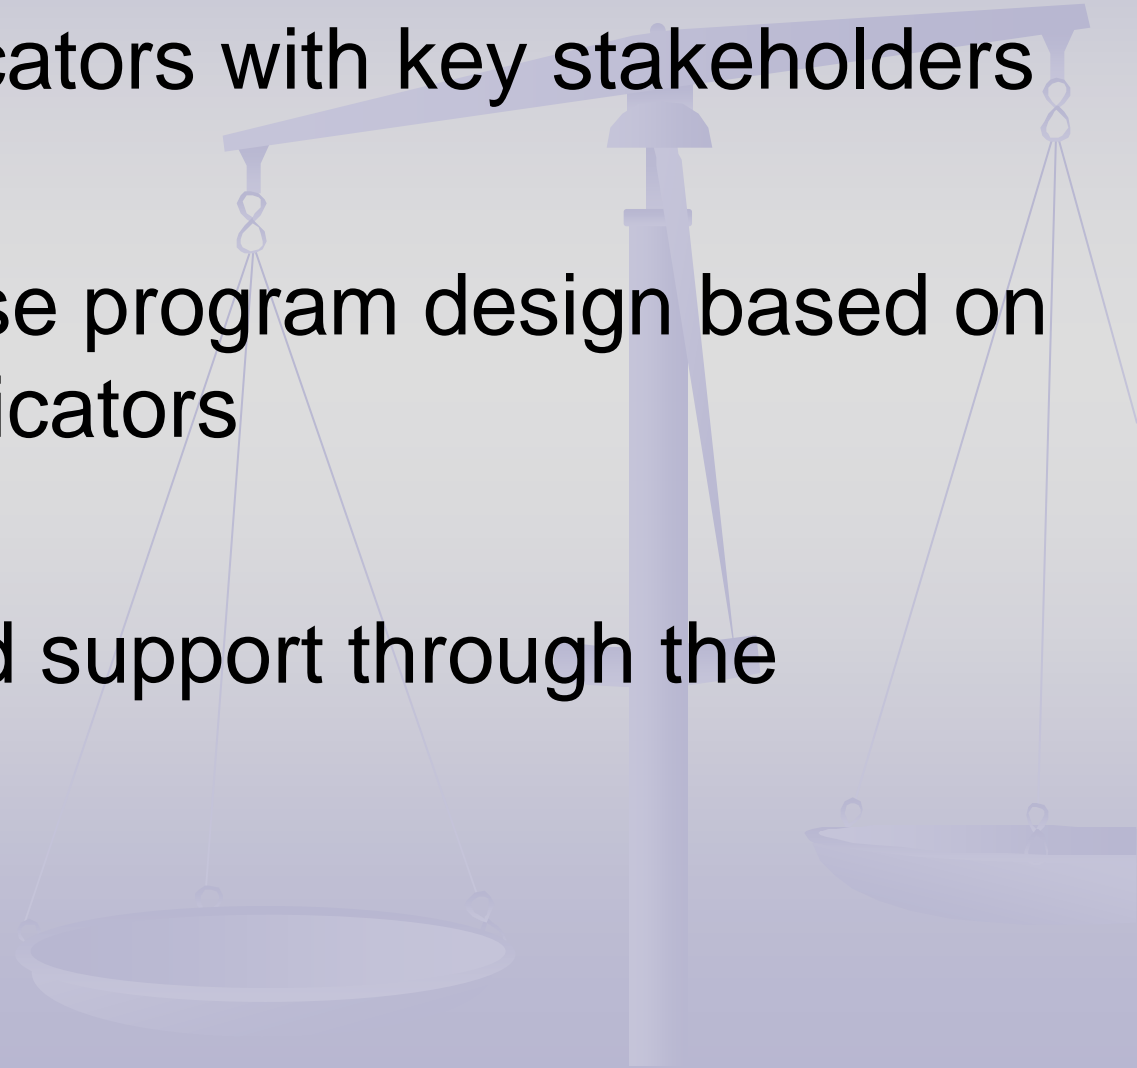 cators with key stakeholders
se program design based on
icators
d support through the